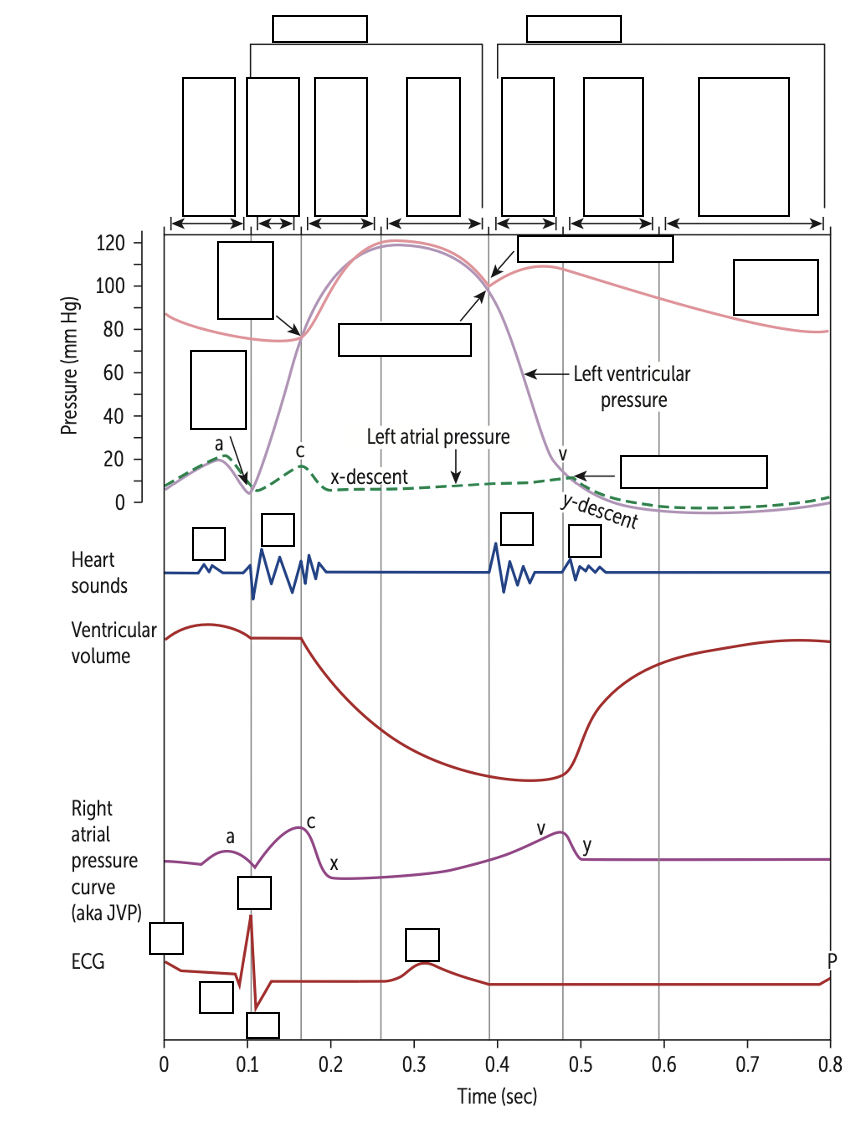 Pressure (mm Hg)
120
100
80
60
40
20
0
a
c
v
Left ventricular
pressure
Left atrial pressure
x-descent
y-descent
Heart
sounds
Ventricular
volume
Right
atrial
pressure
curve
(aka JVP)
a
c
x
v
y
ECG
P
0 0.1 0.2 0.3 0.4 0.5 0.6 0.7 0.8
Time (sec)